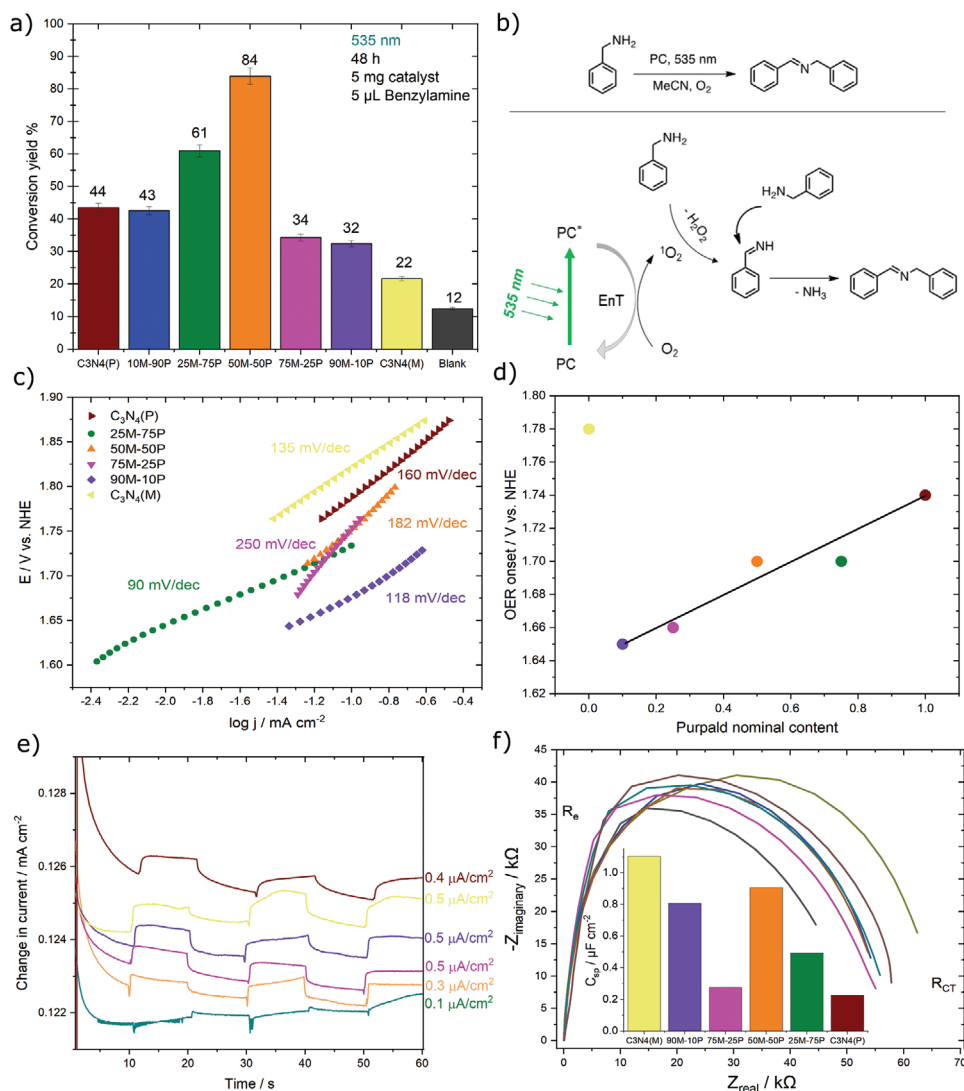 a)
535 nm
48 h
5 mg catalyst
5 µL Benzylamine
Conversion yield %
100
90
80
70
60
50
40
30
20
10
0
44
43
61
84
34
32
22
12
C3N4(P)
10M-90P
25M-75P
50M-50P
75M-25P
90M-10P
C3N4(M)
Blank
b)
NH2
PC, 535 nm
MeCN, O2
N
NH2
H2N
- H2O2
PC*
1O2
NH
535 nm
EnT
- NH3
N
PC
O2
c)
E / V vs. NHE
1.90
1.85
1.80
1.75
1.70
1.65
1.60
C3N4(P)
25M-75P
50M-50P
75M-25P
90M-10P
C3N4(M)
135 mV/dec
160 mV/dec
182 mV/dec
250 mV/dec
90 mV/dec
118 mV/dec
-2.4 -2.2 -2.0 -1.8 -1.6 -1.4 -1.2 -1.0 -0.8 -0.6 -0.4
log j / mA cm-2
d)
OER onset / V vs. NHE
1.78
1.76
1.74
1.72
1.70
1.68
1.66
1.64
1.62
0.0 0.2 0.4 0.6 0.8 1.0
Purpald nominal content
e)
Change in current / mA cm-2
0.128
0.126
0.124
0.122
0.4 µA/cm2
0.5 µA/cm2
0.5 µA/cm2
0.5 µA/cm2
0.3 µA/cm2
0.1 µA/cm2
0 10 20 30 40 50 60
Time / s
f)
-Zimaginary / kΩ
45
40
35
30
25
20
15
10
5
0
Re
RCT
Csp / µF cm-2
1.0
0.8
0.6
0.4
0.2
0.0
C3N4(M)
90M-10P
75M-25P
50M-50P
25M-75P
C3N4(P)
0 10 20 30 40 50 60 70
Zreal / kΩ